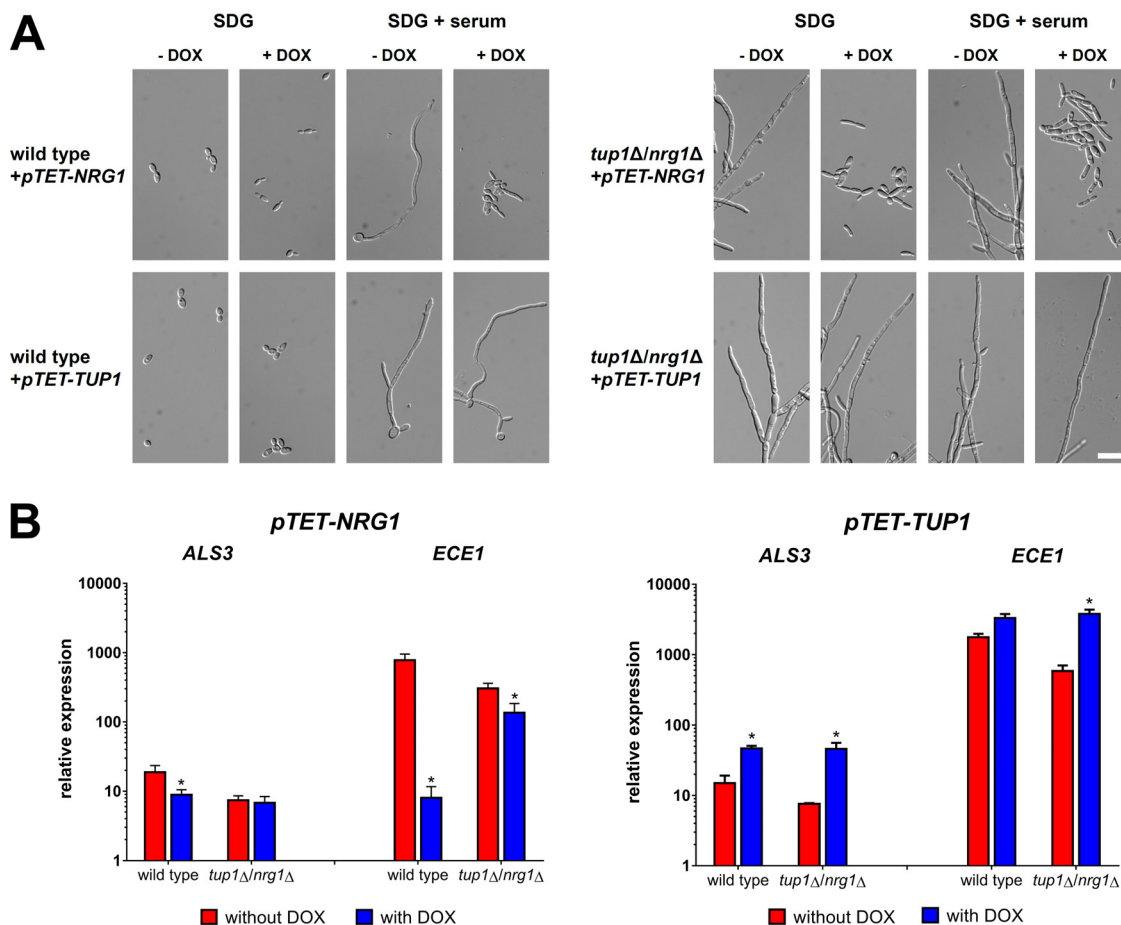 A
SDG SDG + serum SDG SDG + serum
- DOX + DOX - DOX + DOX - DOX + DOX - DOX + DOX
wild type
+pTET-NRG1
tup1Δ/nrg1Δ
+pTET-NRG1
wild type
+pTET-TUP1
tup1Δ/nrg1Δ
+pTET-TUP1
B
pTET-NRG1
ALS3 ECE1
relative expression
10000
1000
100
10
1
* * *
wild type tup1Δ/nrg1Δ wild type tup1Δ/nrg1Δ
without DOX with DOX
pTET-TUP1
ALS3 ECE1
relative expression
10000
1000
100
10
1
* * *
wild type tup1Δ/nrg1Δ wild type tup1Δ/nrg1Δ
without DOX with DOX